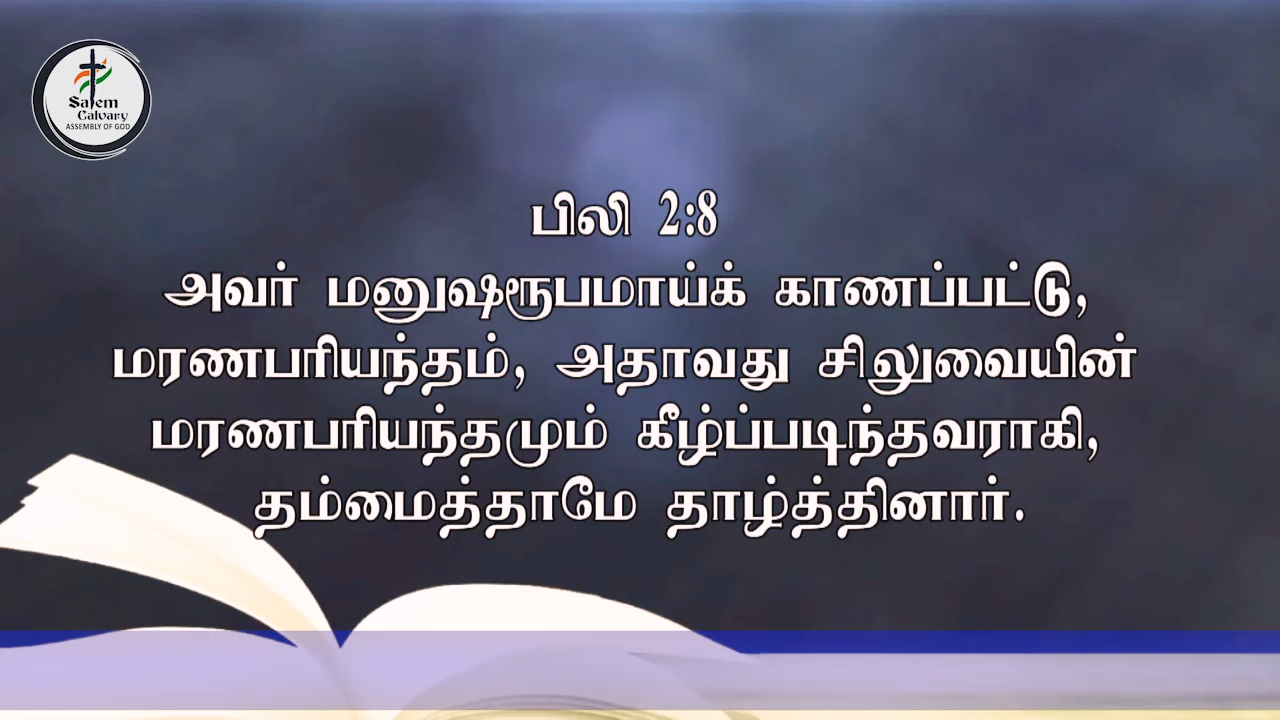 Salem
Calvary
ASSEMBLY OF GOD
பிலி 2:8
அவர் மனுஷரூபமாய்க் காணப்பட்டு,
மரணபரியந்தம், அதாவது சிலுவையின்
மரணபரியந்தமும் கீழ்ப்படிந்தவராகி,
தம்மைத்தாமே தாழ்த்தினார்.